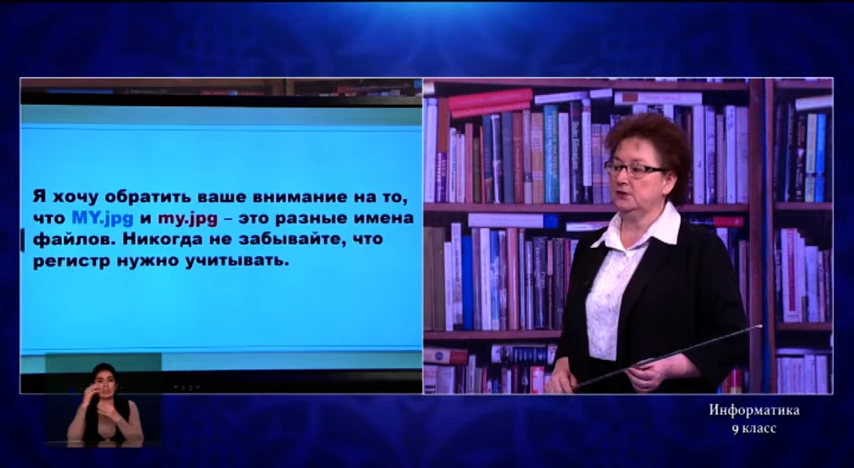 Я хочу обратить ваше внимание на то,
что MY.jpg и my.jpg – это разные имена
файлов. Никогда не забывайте, что
регистр нужно учитывать.
Информатика
9 класс